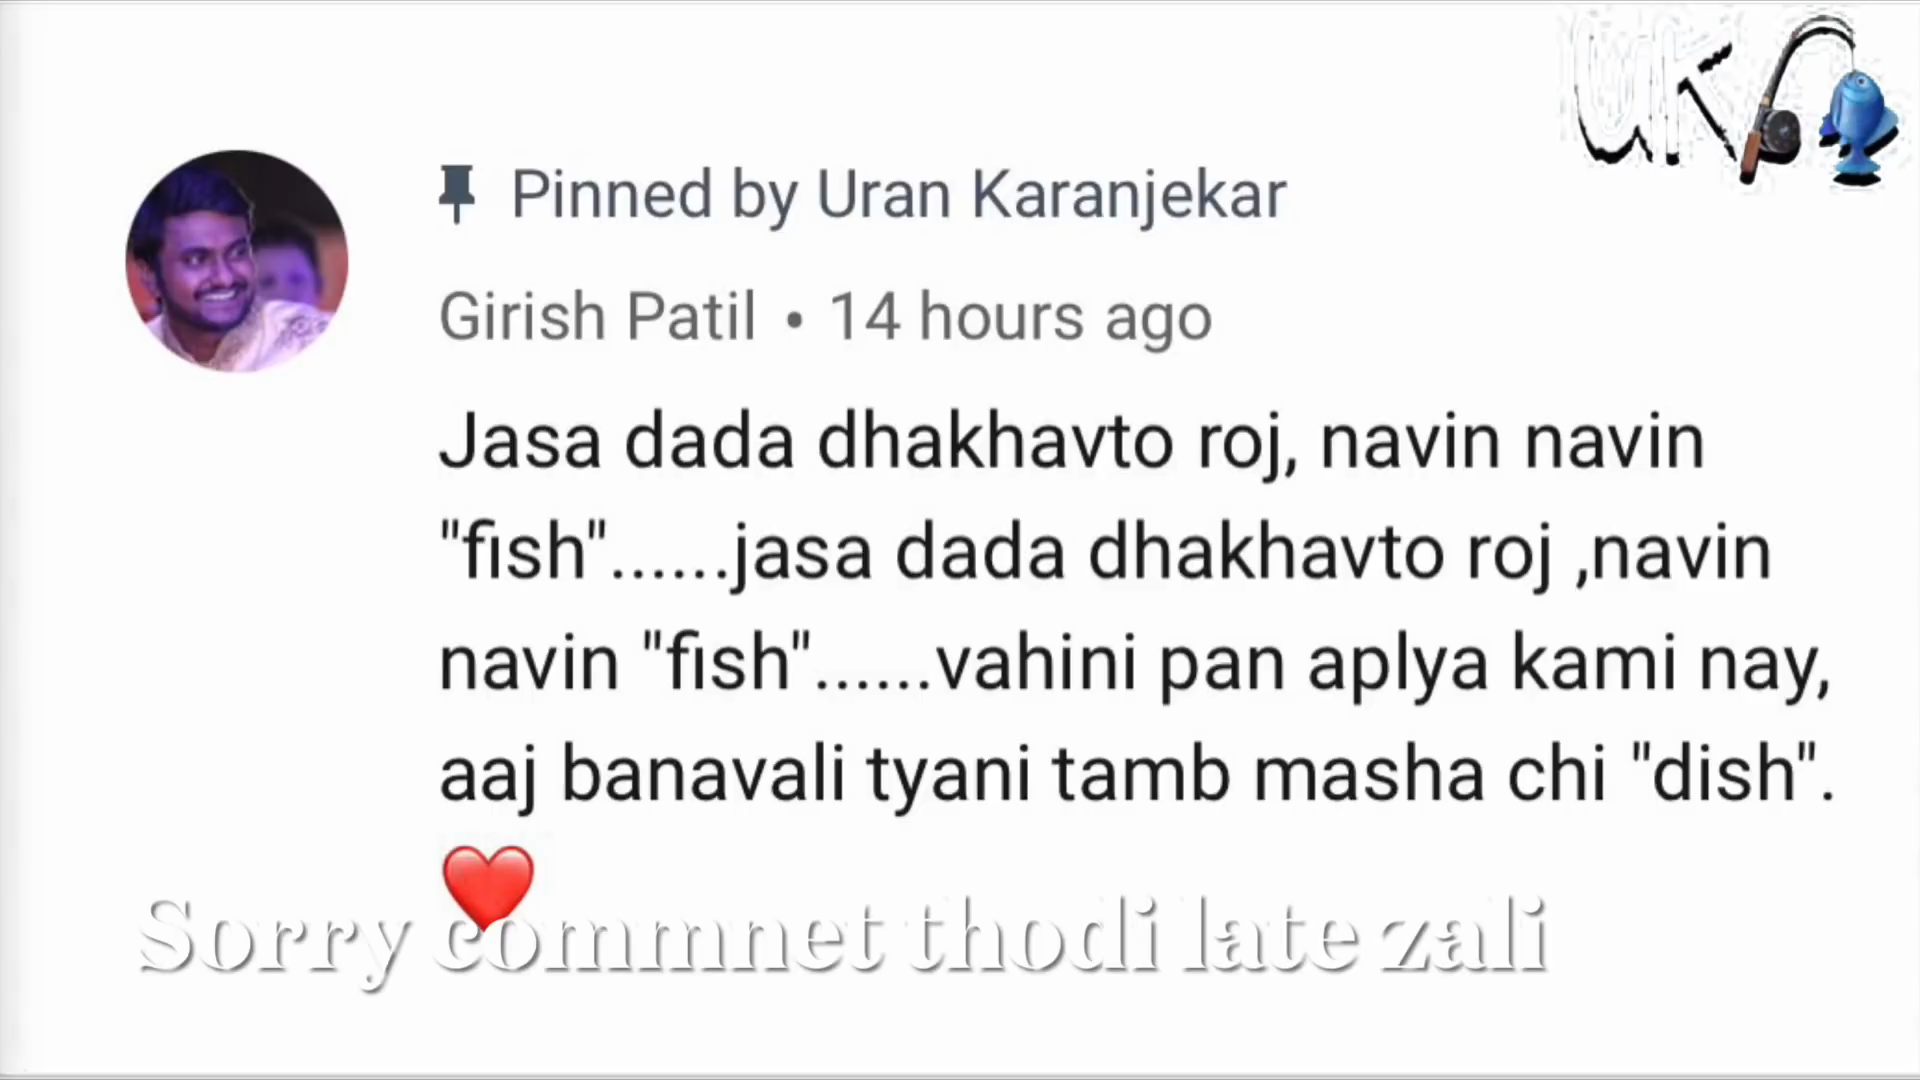 UK
Pinned by Uran Karanjekar
Girish Patil • 14 hours ago
Jasa dada dhakhavto roj, navin navin
"fish"......jasa dada dhakhavto roj ,navin
navin "fish"......vahini pan aplya kami nay,
aaj banavali tyani tamb masha chi "dish".
❤️
Sorry commnet thodi late zali